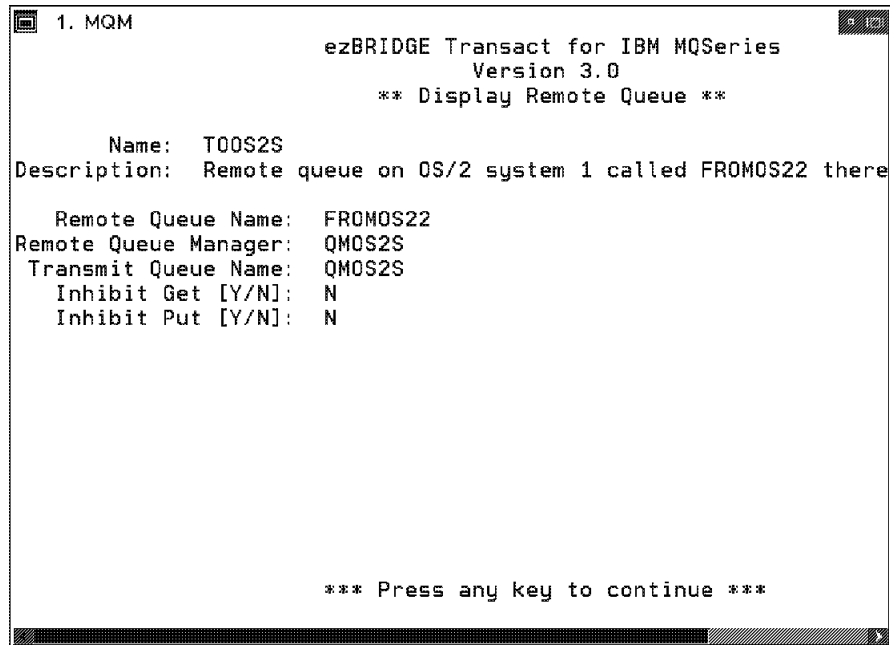 1. MQM
ezBRIDGE Transact for IBM MQSeries
Version 3.0
** Display Remote Queue **
Name: TOOS2S
Description: Remote queue on OS/2 system 1 called FROMOS22 there
Remote Queue Name: FROMOS22
Remote Queue Manager: QMOS2S
Transmit Queue Name: QMOS2S
Inhibit Get [Y/N]: N
Inhibit Put [Y/N]: N
*** Press any key to continue ***